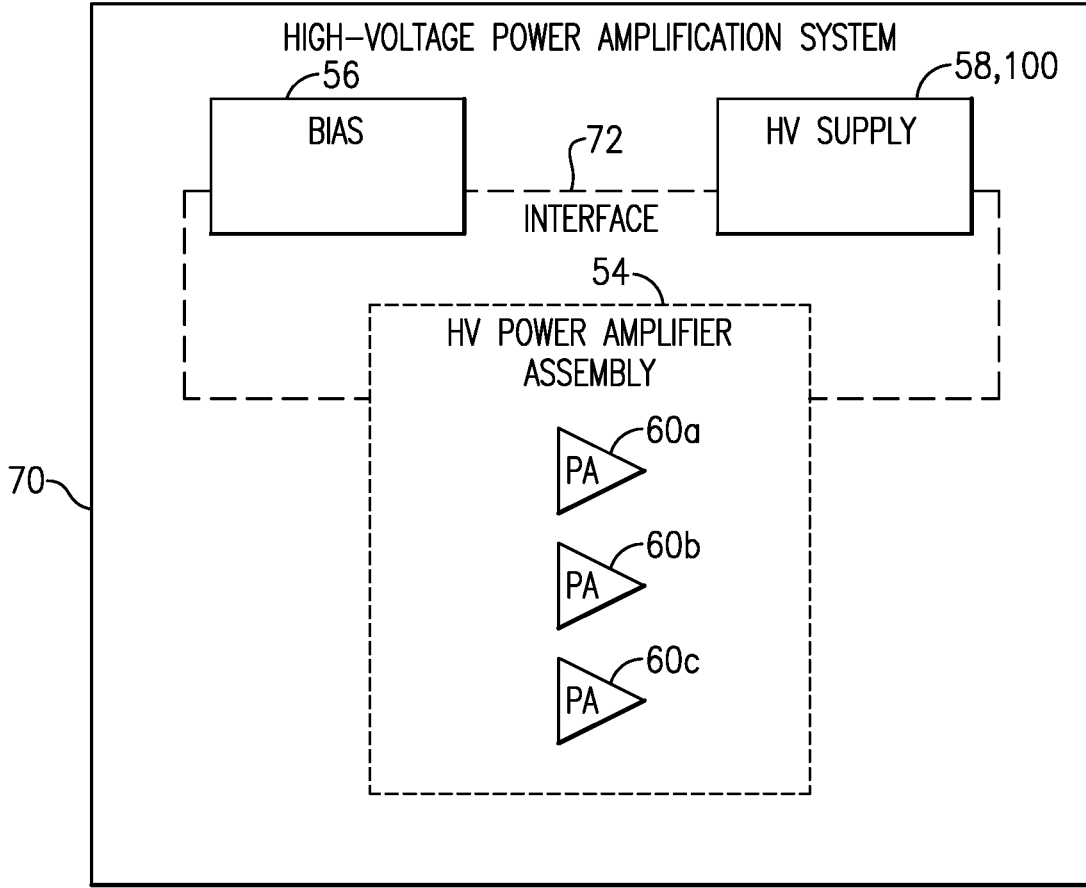 HIGH-VOLTAGE POWER AMPLIFICATION SYSTEM
56
58,100
BIAS
HV SUPPLY
72
INTERFACE
54
HV POWER AMPLIFIER
ASSEMBLY
60a
PA
70
60b
PA
60c
PA